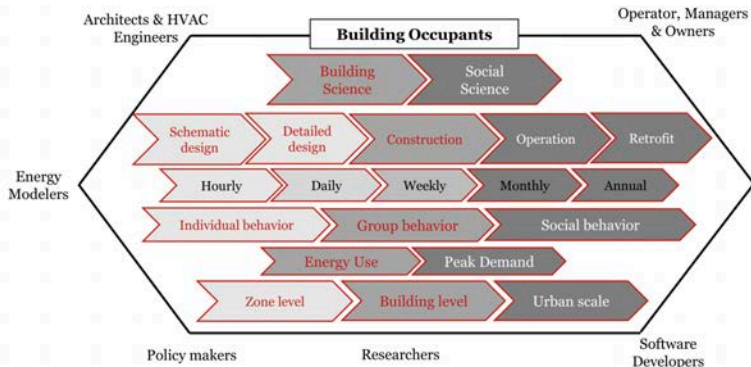 Architects & HVAC
Engineers
Building Occupants
Operator, Managers
& Owners
Building
Science
Social
Science
Schematic
design
Detailed
design
Construction
Operation
Retrofit
Energy
Modelers
Hourly
Daily
Weekly
Monthly
Annual
Individual behavior
Group behavior
Social behavior
Energy Use
Peak Demand
Zone level
Building level
Urban scale
Policy makers
Researchers
Software
Developers